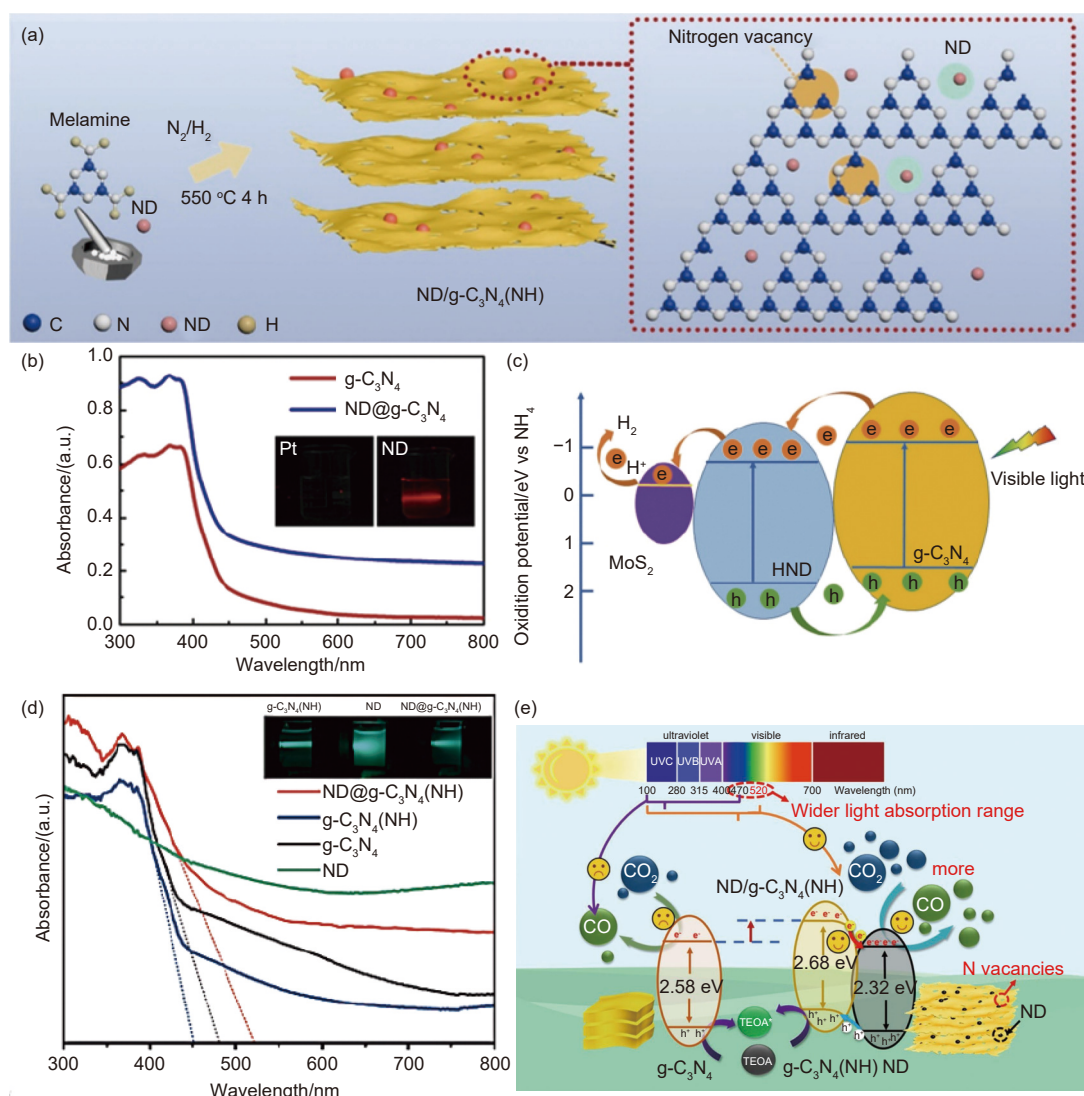 (a)
Nitrogen vacancy
ND
Melamine
N₂/H₂
550 °C 4 h
ND
ND/g-C₃N₄(NH)
C N ND H
(b)
1.0
0.8
0.6
0.4
0.2
0.0
Absorbance/(a.u.)
g-C₃N₄
ND@g-C₃N₄
Pt ND
300 400 500 600 700 800
Wavelength/nm
(c)
Oxidition potential/eV vs NH₄
−1
0
1
2
H₂
e
H⁺
e
e e e
e
e e e
Visible light
MoS₂
HND
g-C₃N₄
h h
h
h h h
(d)
g-C₃N₄(NH) ND ND@g-C₃N₄(NH)
ND@g-C₃N₄(NH)
g-C₃N₄(NH)
g-C₃N₄
ND
Absorbance/(a.u.)
300 400 500 600 700 800
Wavelength/nm
(e)
ultraviolet visible infrared
UVC UVB UVA
100 280 315 400 470 520 700 Wavelength (nm)
Wider light absorption range
CO₂
CO
ND/g-C₃N₄(NH)
CO₂
more
CO
e⁻ e⁻
e⁻ e⁻ e⁻
e⁻ e⁻ e⁻ e⁻
2.58 eV
2.68 eV
2.32 eV
N vacancies
ND
h⁺ h⁺
h⁺ h⁺ h⁺
h⁺ h⁺
h⁺ h⁺ h⁺
TEOA⁺
TEOA
g-C₃N₄
g-C₃N₄(NH) ND